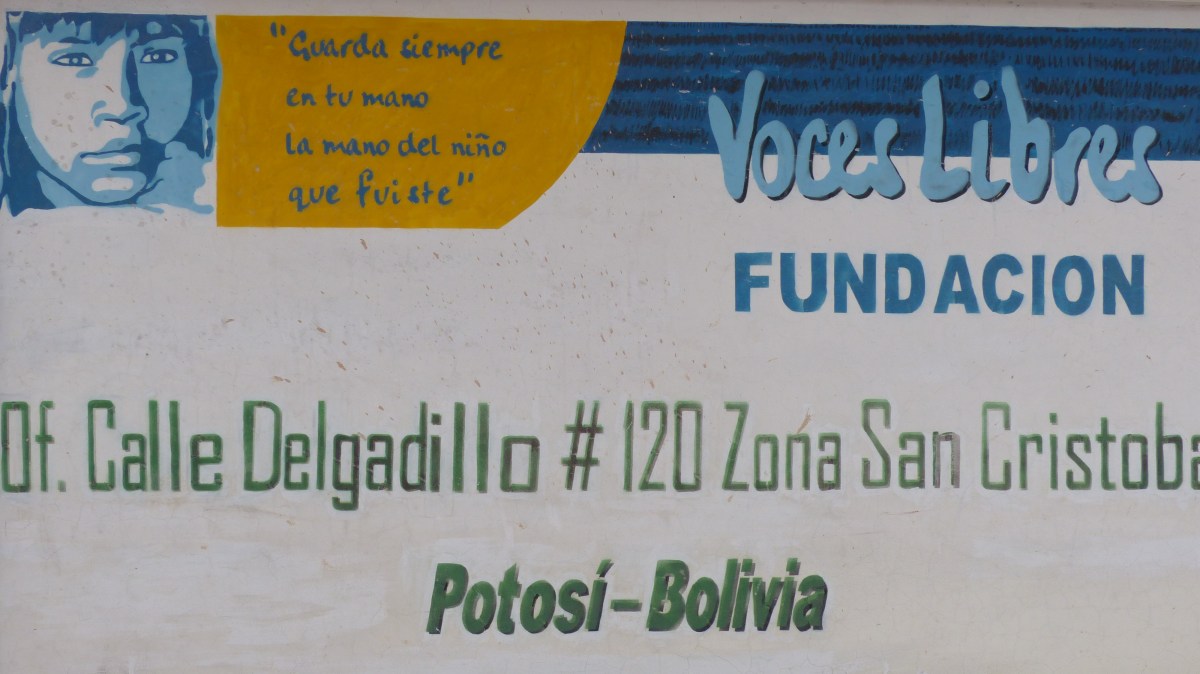 "Guarda siempre
en tu mano
la mano del niño
que fuiste"
Voces Libres
FUNDACION
Of. Calle Delgadillo # 120 Zona San Cristoba
Potosí - Bolivia